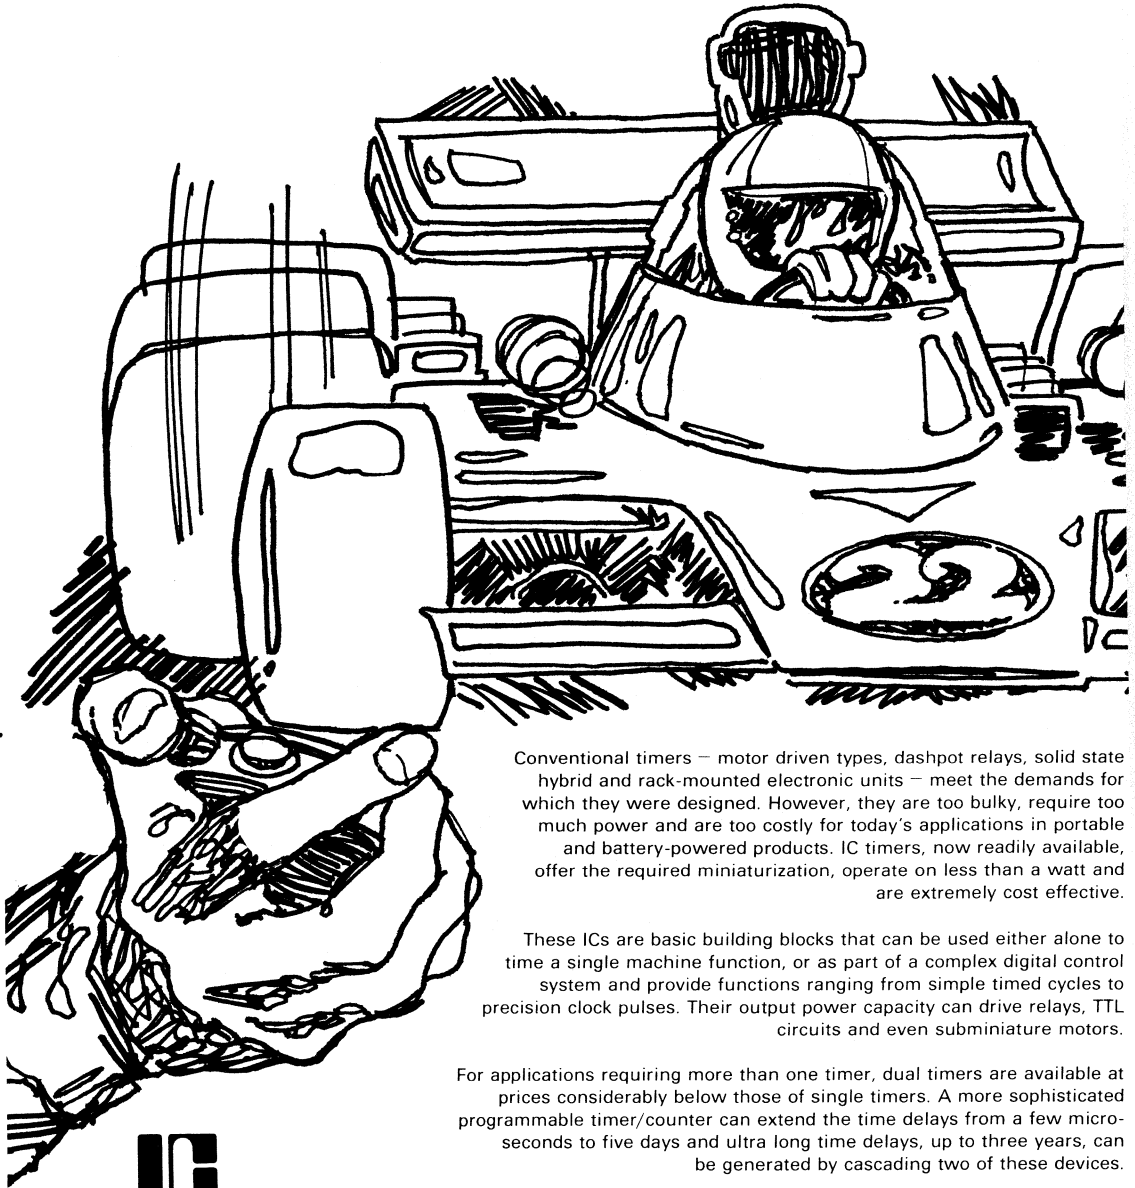 Conventional timers — motor driven types, dashpot relays, solid state
hybrid and rack-mounted electronic units — meet the demands for
which they were designed. However, they are too bulky, require too
much power and are too costly for today's applications in portable
and battery-powered products. IC timers, now readily available,
offer the required miniaturization, operate on less than a watt and
are extremely cost effective.
These ICs are basic building blocks that can be used either alone to
time a single machine function, or as part of a complex digital control
system and provide functions ranging from simple timed cycles to
precision clock pulses. Their output power capacity can drive relays, TTL
circuits and even subminiature motors.
For applications requiring more than one timer, dual timers are available at
prices considerably below those of single timers. A more sophisticated
programmable timer/counter can extend the time delays from a few micro-
seconds to five days and ultra long time delays, up to three years, can
be generated by cascading two of these devices.